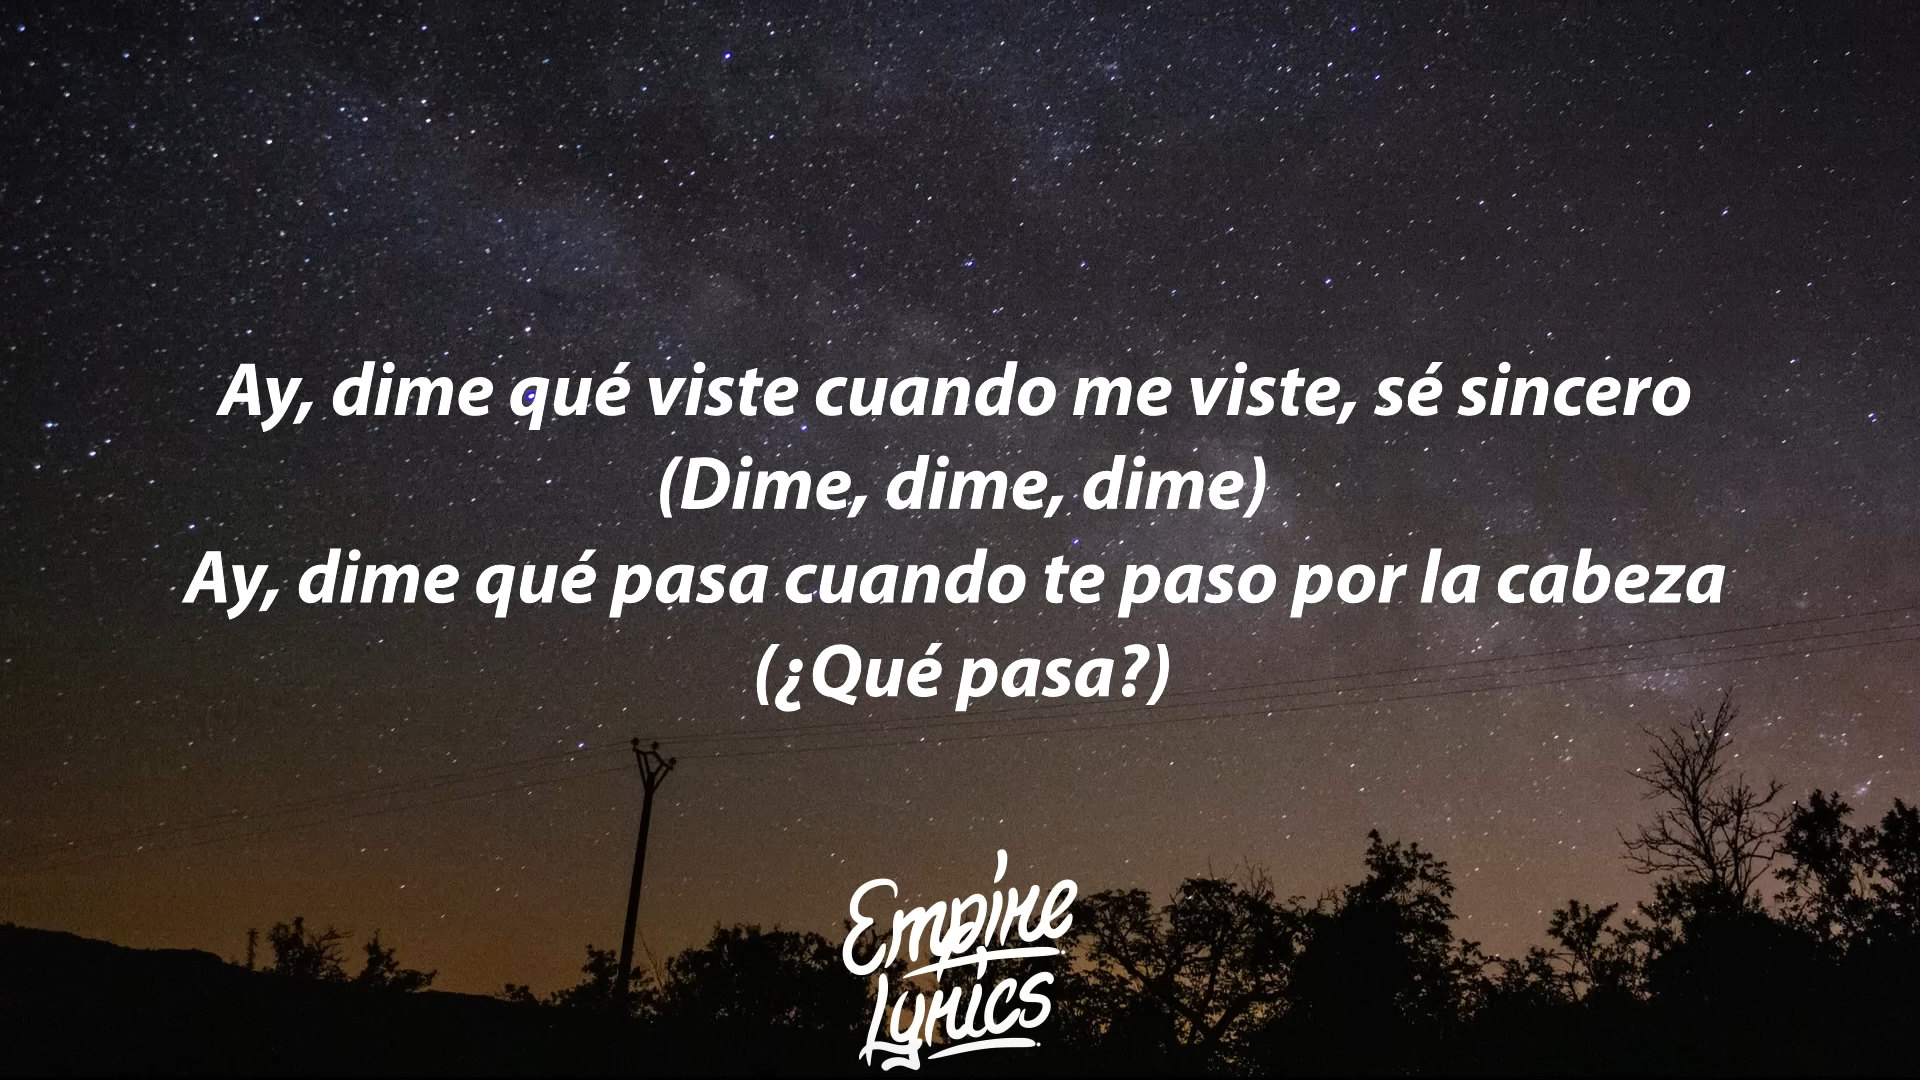 Ay, dime qué viste cuando me viste, sé sincero
(Dime, dime, dime)
Ay, dime qué pasa cuando te paso por la cabeza
(¿Qué pasa?)
Empire
Lyrics